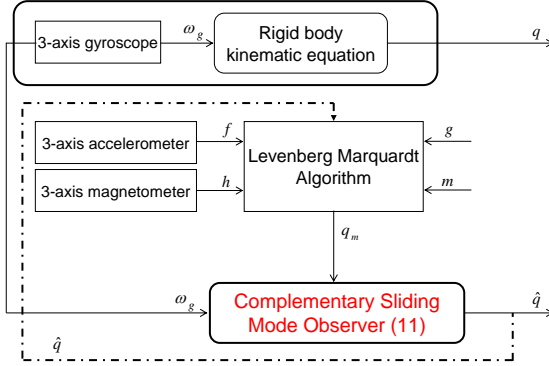 3-axis gyroscope
ω_g
Rigid body
kinematic equation
q
3-axis accelerometer
f
Levenberg Marquardt
Algorithm
g
3-axis magnetometer
h
m
q_m
ω_g
Complementary Sliding
Mode Observer (11)
q̂
q̂